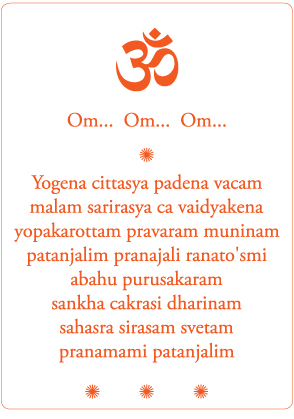 ॐ
Om... Om... Om...
Yogena cittasya padena vacam
malam sarirasya ca vaidyakena
yopakarottam pravaram muninam
patanjalim pranajali ranato'smi
abahu purusakaram
sankha cakrasi dharinam
sahasra sirasam svetam
pranamami patanjalim